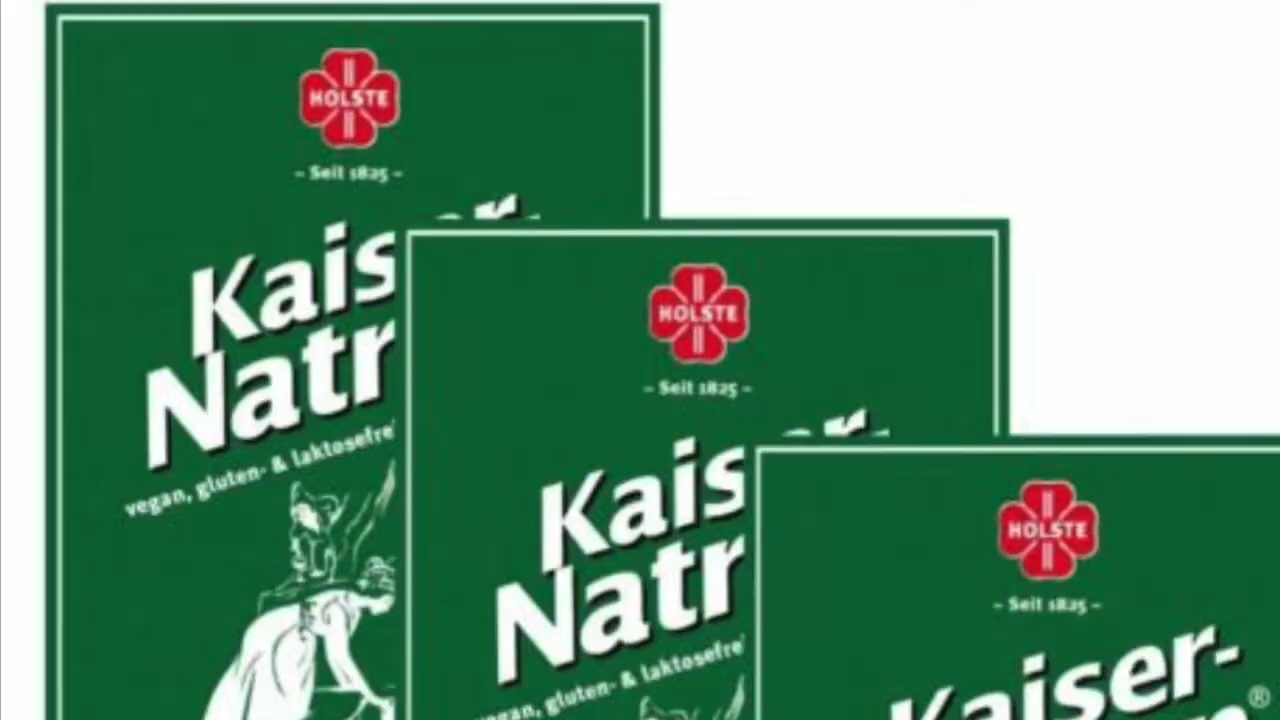 HOLSTE
– Seit 1825 –
Kais
Natr
vegan, gluten- & laktosefre
HOLSTE
– Seit 1825 –
Kais
Natr
vegan, gluten- & laktosefre
HOLSTE
– Seit 1825 –
Kaiser-
®